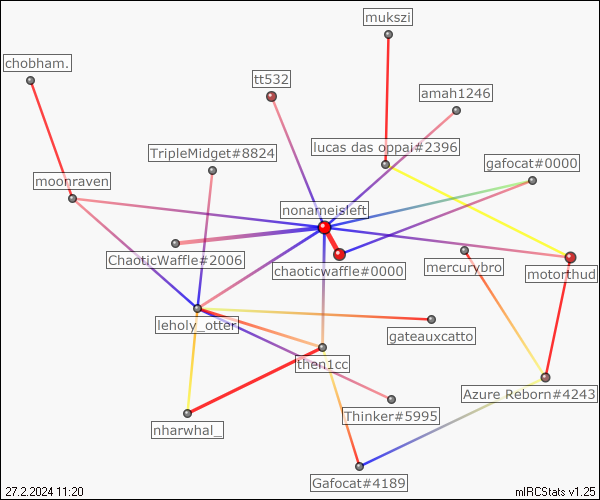 mukszi
chobham.
tt532
amah1246
TripleMidget#8824
lucas das oppai#2396
gafocat#0000
moonraven
nonameisleft
ChaoticWaffle#2006
chaoticwaffle#0000
mercurybro
motorthud
leholy_otter
gateauxcatto
then1cc
Azure Reborn#4243
Thinker#5995
nharwhal_
Gafocat#4189
27.2.2024 11:20
mIRCStats v1.25